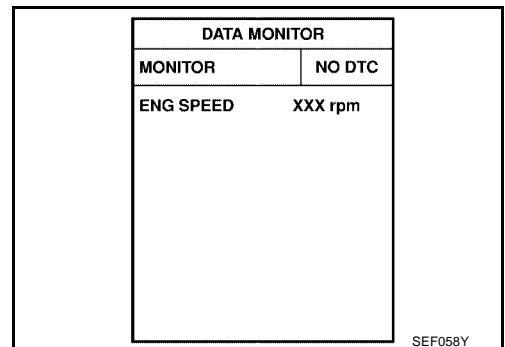 DATA MONITOR
MONITOR NO DTC
ENG SPEED XXX rpm
SEF058Y